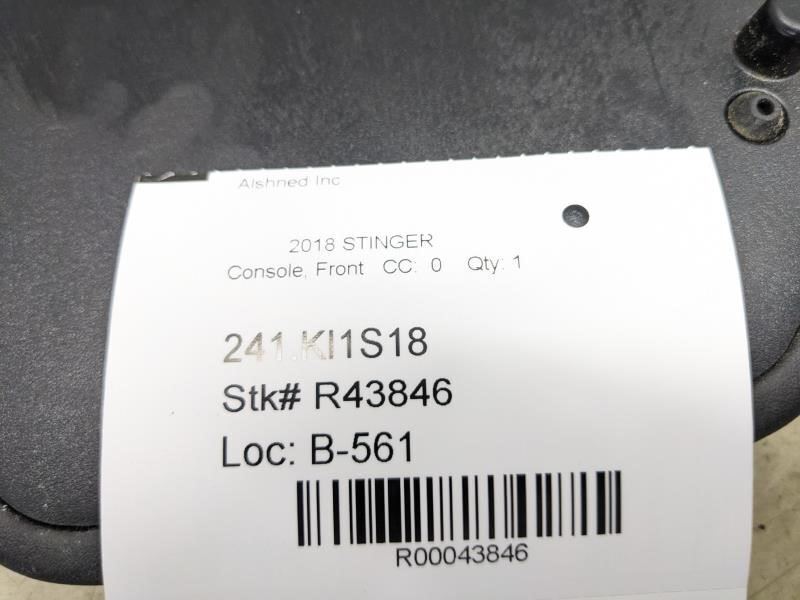 Alshned Inc
2018 STINGER
Console, Front CC: 0 Qty: 1
241.KI1S18
Stk# R43846
Loc: B-561
R00043846